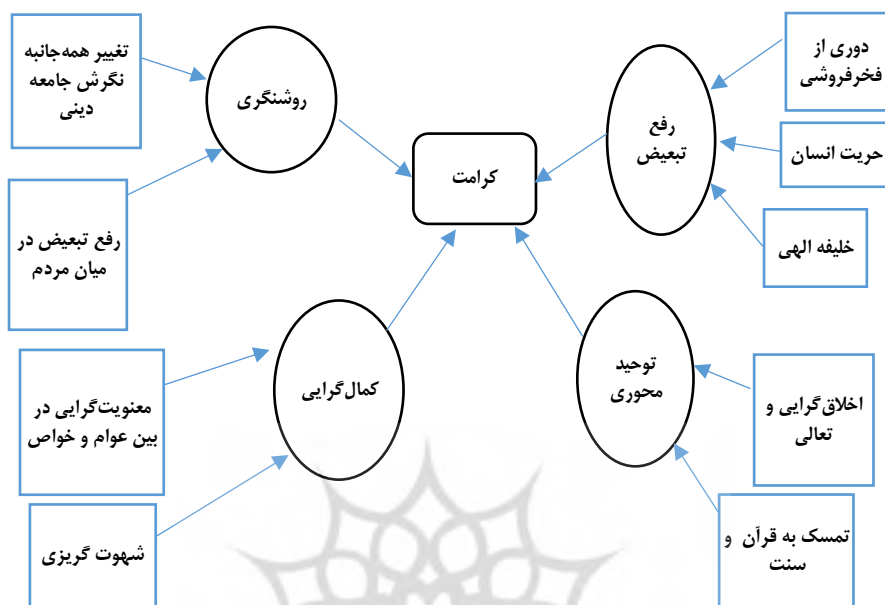 دوری از
فخرفروشی
حریت انسان
خلیفه الهی
رفع
تبعیض
کرامت
روشنگری
تغییر همه‌جانبه
نگرش جامعه
دینی
رفع تبعیض در
میان مردم
توحید
محوری
اخلاق‌گرایی و
تعالی
تمسک به قرآن و
سنت
کمال‌گرایی
معنویت‌گرایی در
بین عوام و خواص
شهوت گریزی